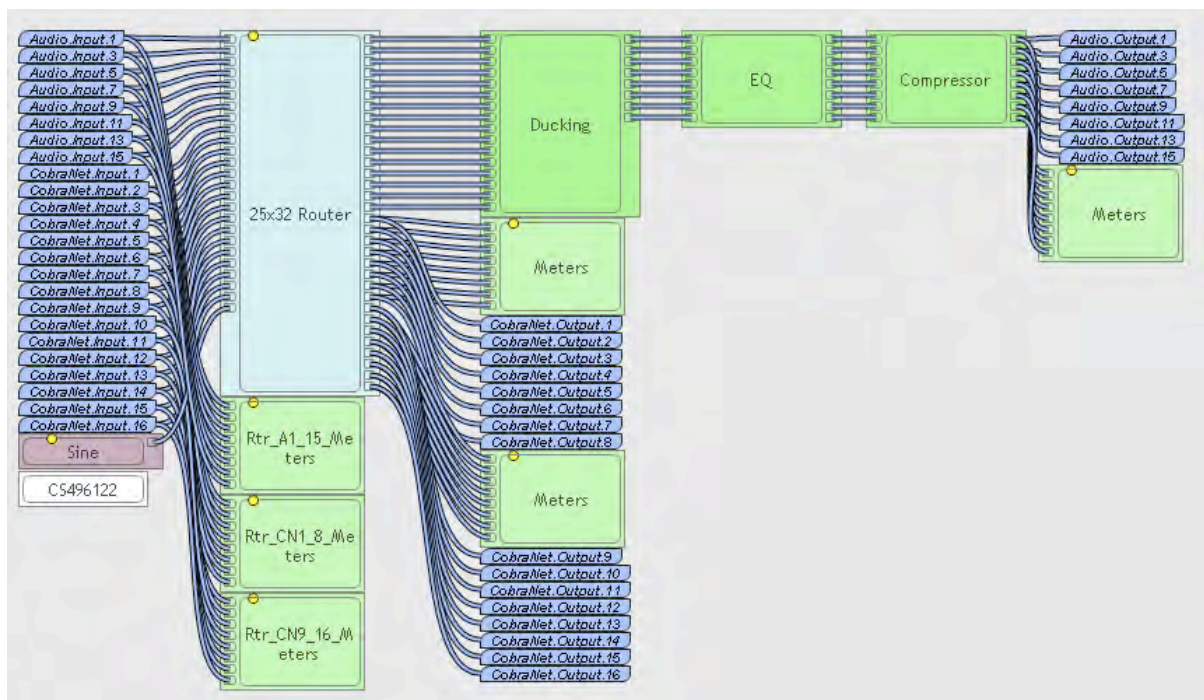 Audio.Input.1
Audio.Input.3
Audio.Input.5
Audio.Input.7
Audio.Input.9
Audio.Input.11
Audio.Input.13
Audio.Input.15
CobraNet.Input.1
CobraNet.Input.2
CobraNet.Input.3
CobraNet.Input.4
CobraNet.Input.5
CobraNet.Input.6
CobraNet.Input.7
CobraNet.Input.8
CobraNet.Input.9
CobraNet.Input.10
CobraNet.Input.11
CobraNet.Input.12
CobraNet.Input.13
CobraNet.Input.14
CobraNet.Input.15
CobraNet.Input.16
Sine
CS496122
25x32 Router
Rtr_A1_15_Me
ters
Rtr_CN1_8_Me
ters
Rtr_CN9_16_M
eters
Ducking
Meters
CobraNet.Output.1
CobraNet.Output.2
CobraNet.Output.3
CobraNet.Output.4
CobraNet.Output.5
CobraNet.Output.6
CobraNet.Output.7
CobraNet.Output.8
Meters
CobraNet.Output.9
CobraNet.Output.10
CobraNet.Output.11
CobraNet.Output.12
CobraNet.Output.13
CobraNet.Output.14
CobraNet.Output.15
CobraNet.Output.16
EQ
Compressor
Audio.Output.1
Audio.Output.3
Audio.Output.5
Audio.Output.7
Audio.Output.9
Audio.Output.11
Audio.Output.13
Audio.Output.15
Meters